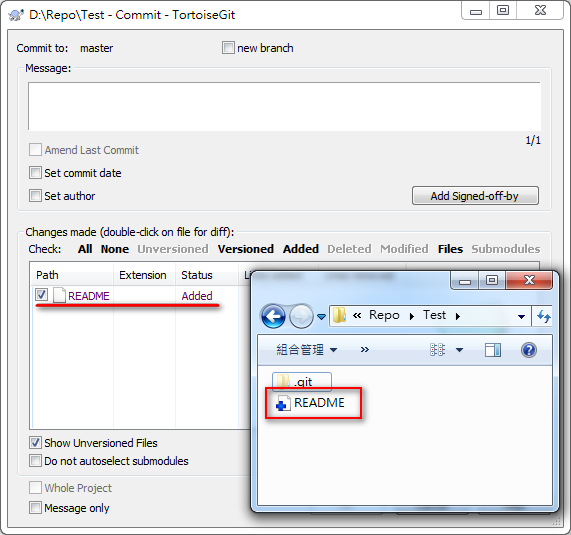 D:\Repo\Test - Commit - TortoiseGit
Commit to: master new branch
Message:
1/1
Amend Last Commit
Set commit date
Set author
Add Signed-off-by
Changes made (double-click on file for diff):
Check: All None Unversioned Versioned Added Deleted Modified Files Submodules
Path Extension Status
README Added
Show Unversioned Files
Do not autoselect submodules
Whole Project
Message only
« Repo Test
組合管理 »
.git
README